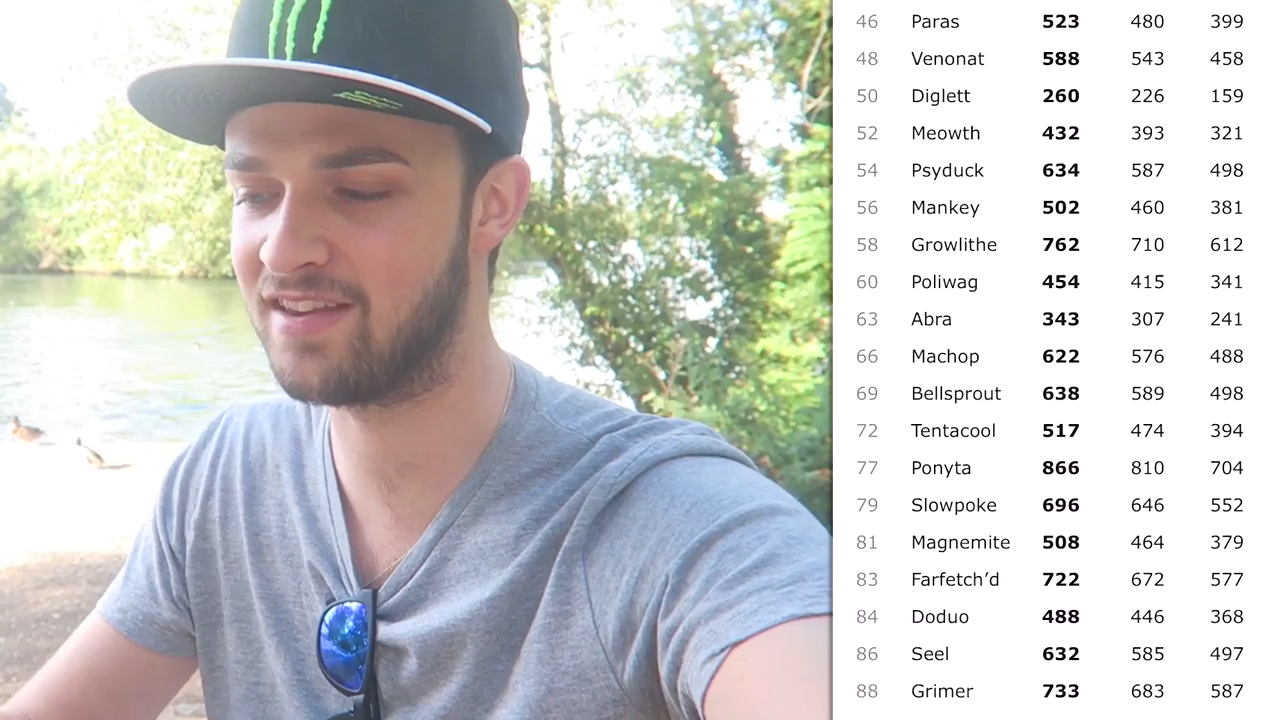 46 Paras 523 480 399
48 Venonat 588 543 458
50 Diglett 260 226 159
52 Meowth 432 393 321
54 Psyduck 634 587 498
56 Mankey 502 460 381
58 Growlithe 762 710 612
60 Poliwag 454 415 341
63 Abra 343 307 241
66 Machop 622 576 488
69 Bellsprout 638 589 498
72 Tentacool 517 474 394
77 Ponyta 866 810 704
79 Slowpoke 696 646 552
81 Magnemite 508 464 379
83 Farfetch’d 722 672 577
84 Doduo 488 446 368
86 Seel 632 585 497
88 Grimer 733 683 587